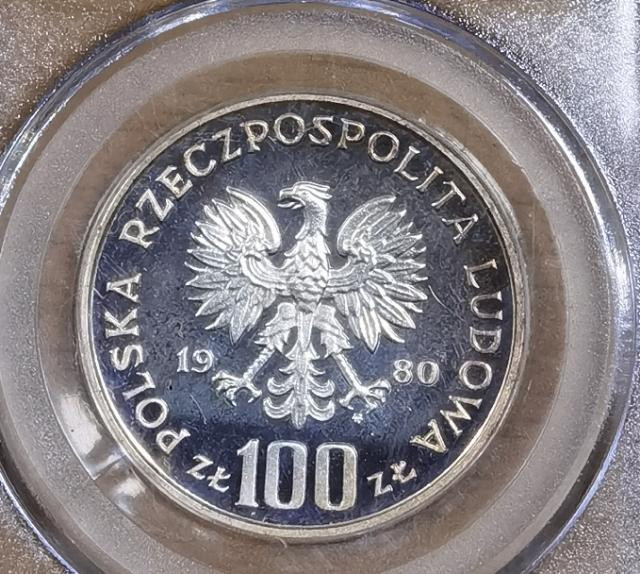 POLSKA RZECZPOSPOLITA LUDOWA
19 80
ZŁ 100 ZŁ